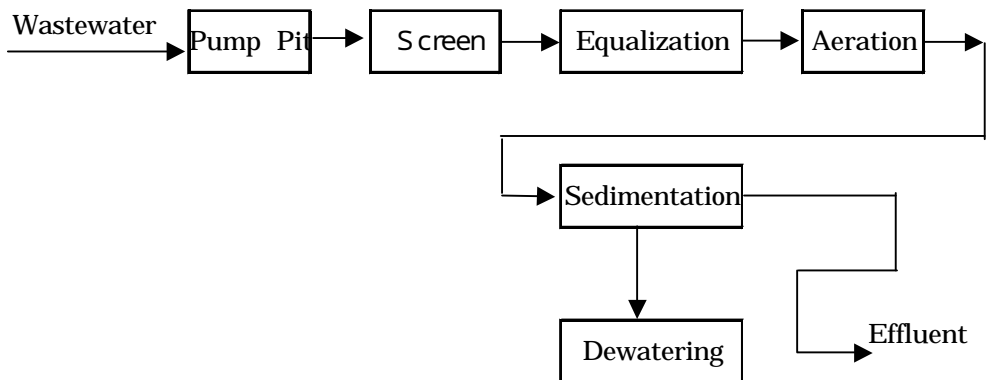 Wastewater
Pump Pit
Screen
Equalization
Aeration
Sedimentation
Dewatering
Effluent